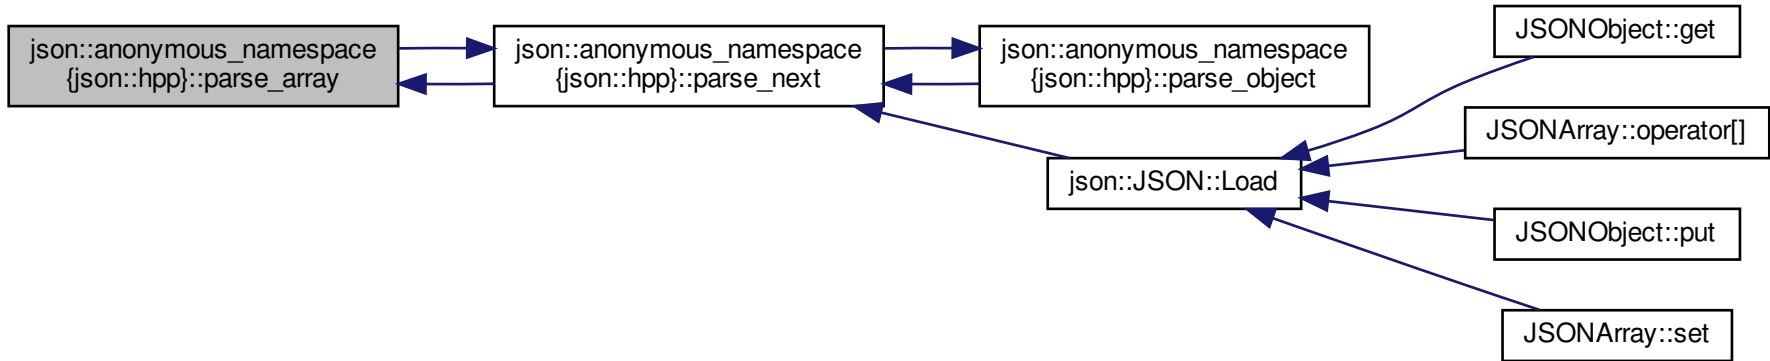 json::anonymous_namespace
{json::hpp}::parse_array
json::anonymous_namespace
{json::hpp}::parse_next
json::anonymous_namespace
{json::hpp}::parse_object
json::JSON::Load
JSONObject::get
JSONArray::operator[]
JSONObject::put
JSONArray::set